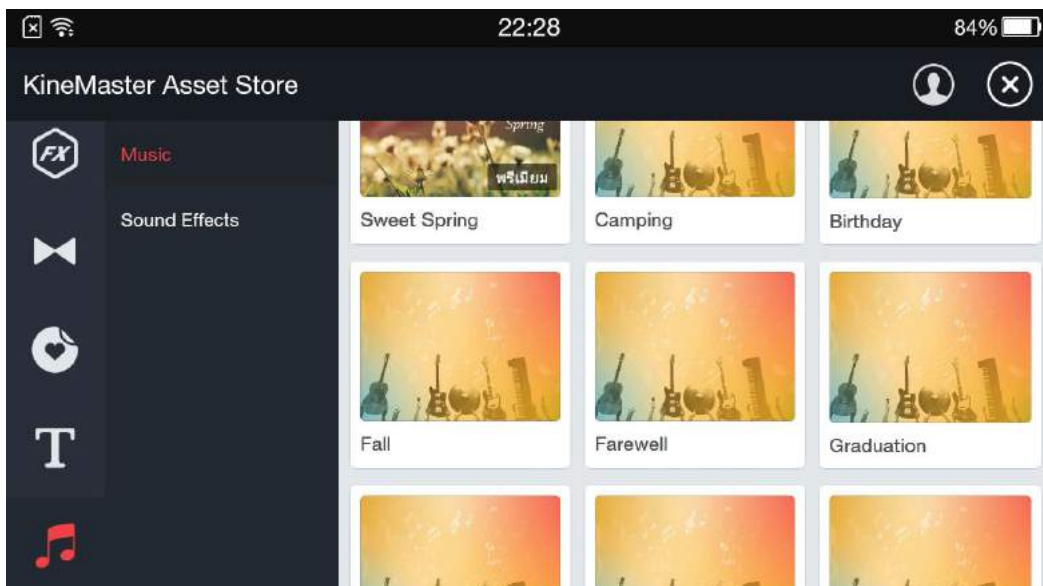 22:28
84%
KineMaster Asset Store
FX
Music
Sound Effects
T
Spring
พรีเมียม
Sweet Spring
Camping
Birthday
Fall
Farewell
Graduation